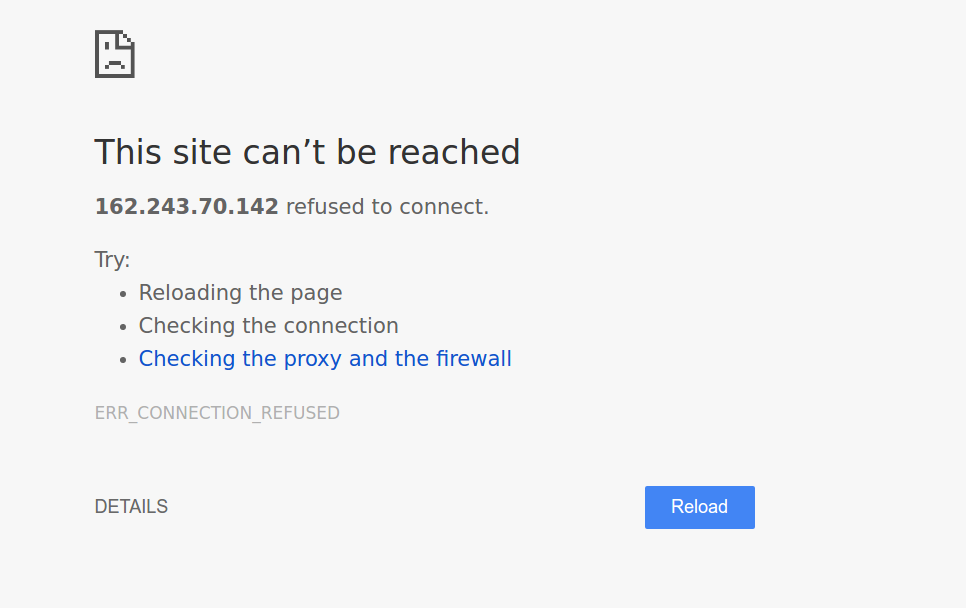 This site can’t be reached
162.243.70.142 refused to connect.
Try:
Reloading the page
Checking the connection
Checking the proxy and the firewall
ERR_CONNECTION_REFUSED
DETAILS
Reload